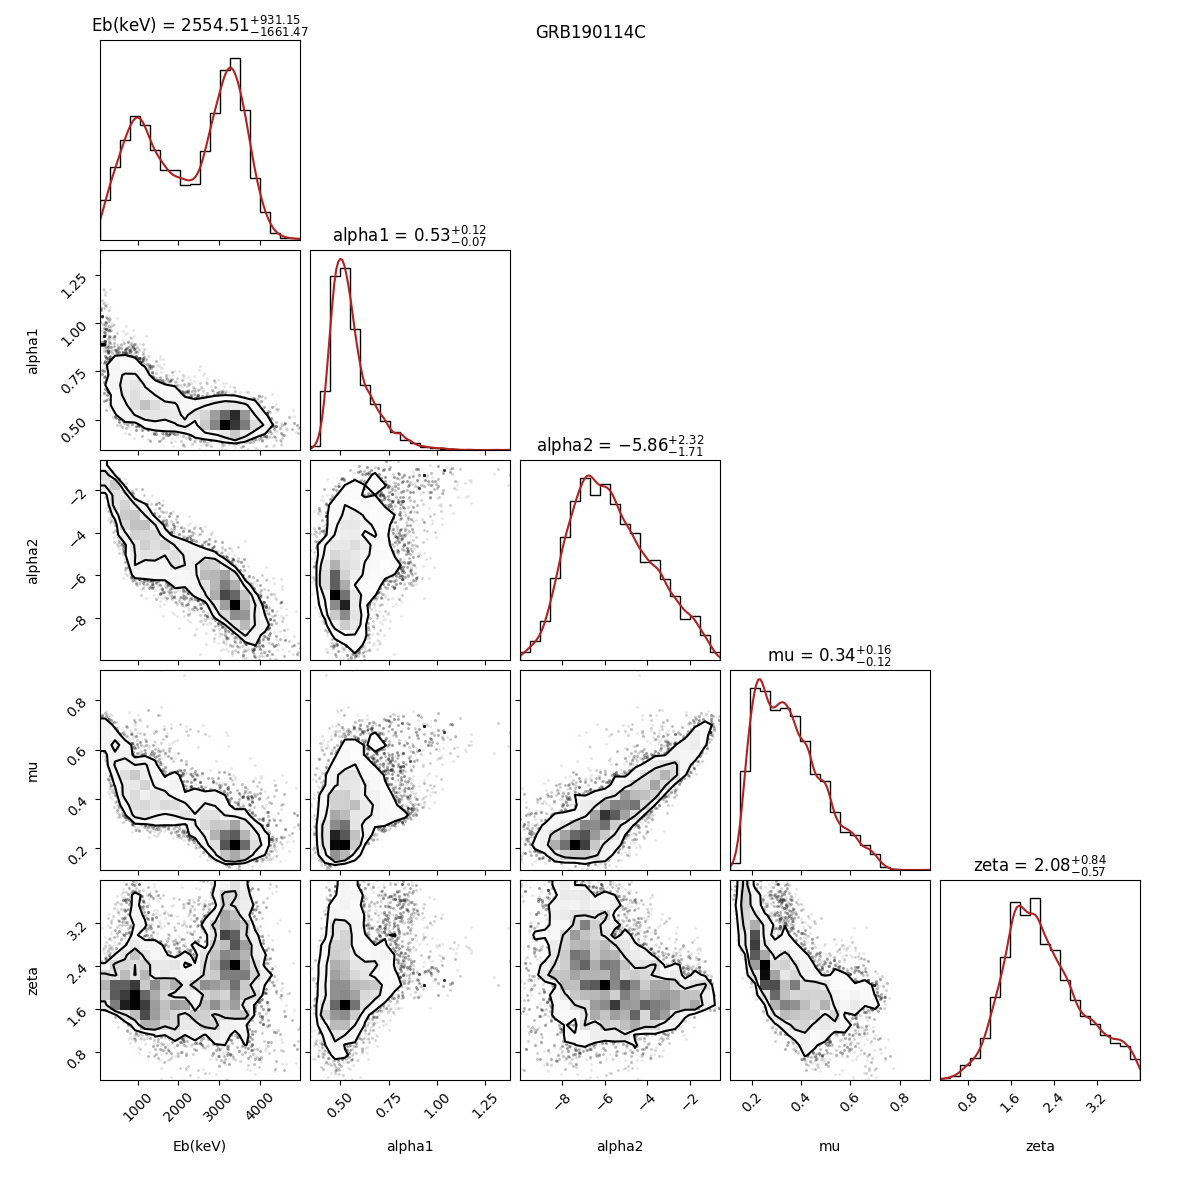 GRB190114C
Eb(keV) = 2554.51+931.15 −1661.47
alpha1 = 0.53+0.12 −0.07
1.25
1.00
0.75
0.50
alpha1
alpha2 = −5.86+2.32 −1.71
−2
−4
−6
−8
alpha2
mu = 0.34+0.16 −0.12
0.8
0.6
0.4
0.2
mu
zeta = 2.08+0.84 −0.57
3.2
2.4
1.6
0.8
zeta
1000 2000 3000 4000 0.50 0.75 1.00 1.25 −8 −6 −4 −2 0.2 0.4 0.6 0.8 0.8 1.6 2.4 3.2
Eb(keV) alpha1 alpha2 mu zeta